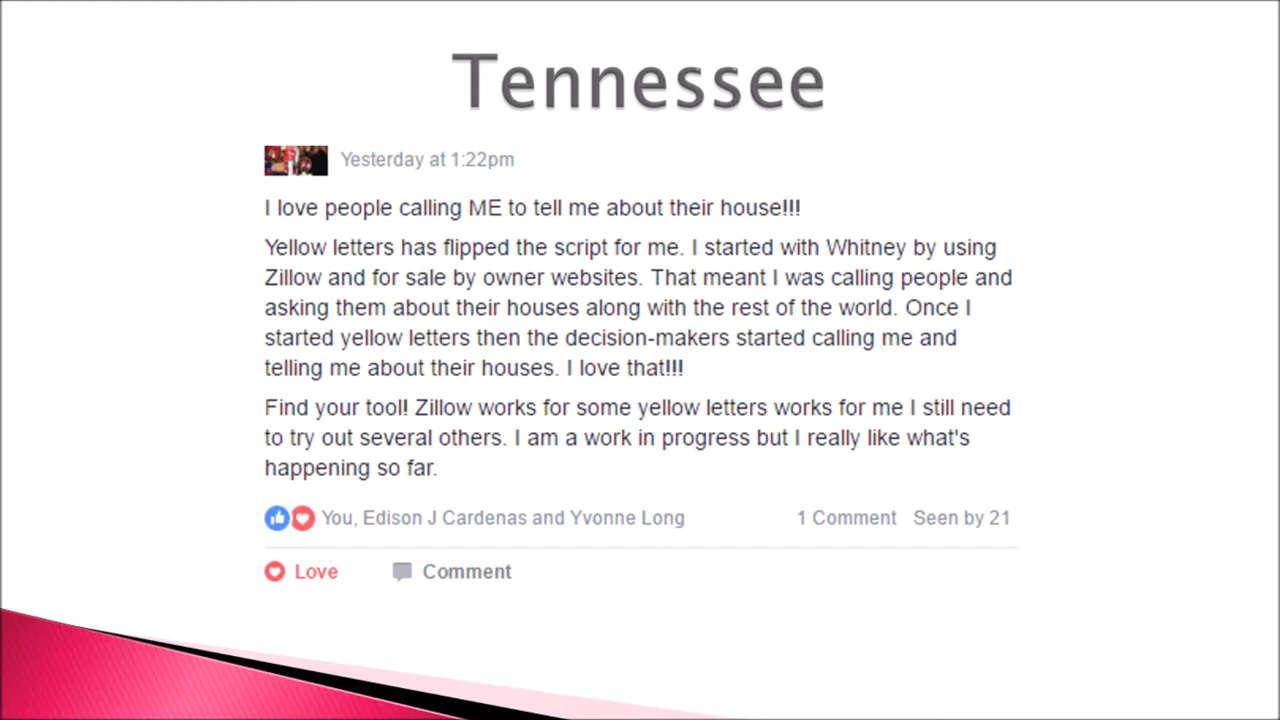 Tennessee
Yesterday at 1:22pm
I love people calling ME to tell me about their house!!!
Yellow letters has flipped the script for me. I started with Whitney by using
Zillow and for sale by owner websites. That meant I was calling people and
asking them about their houses along with the rest of the world. Once I
started yellow letters then the decision-makers started calling me and
telling me about their houses. I love that!!!
Find your tool! Zillow works for some yellow letters works for me I still need
to try out several others. I am a work in progress but I really like what's
happening so far.
You, Edison J Cardenas and Yvonne Long 1 Comment Seen by 21
Love Comment